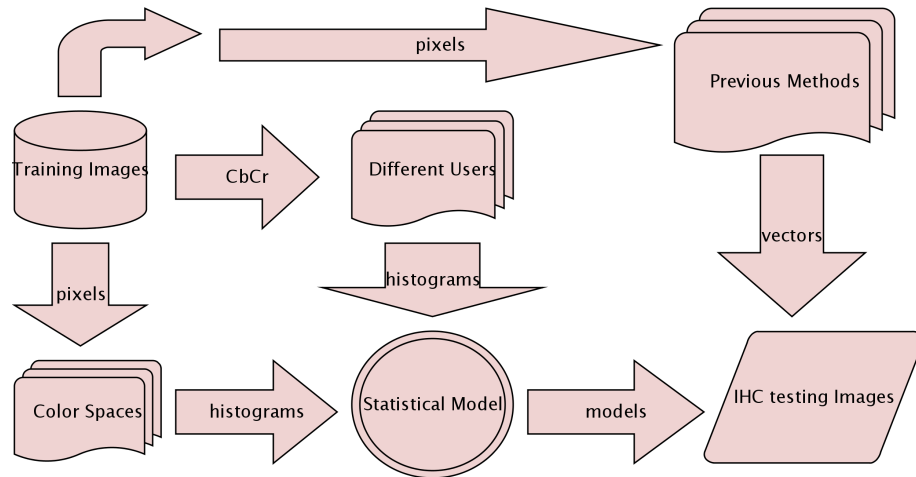 pixels
Previous Methods
Training Images
CbCr
Different Users
vectors
pixels
histograms
Color Spaces
histograms
Statistical Model
models
IHC testing Images